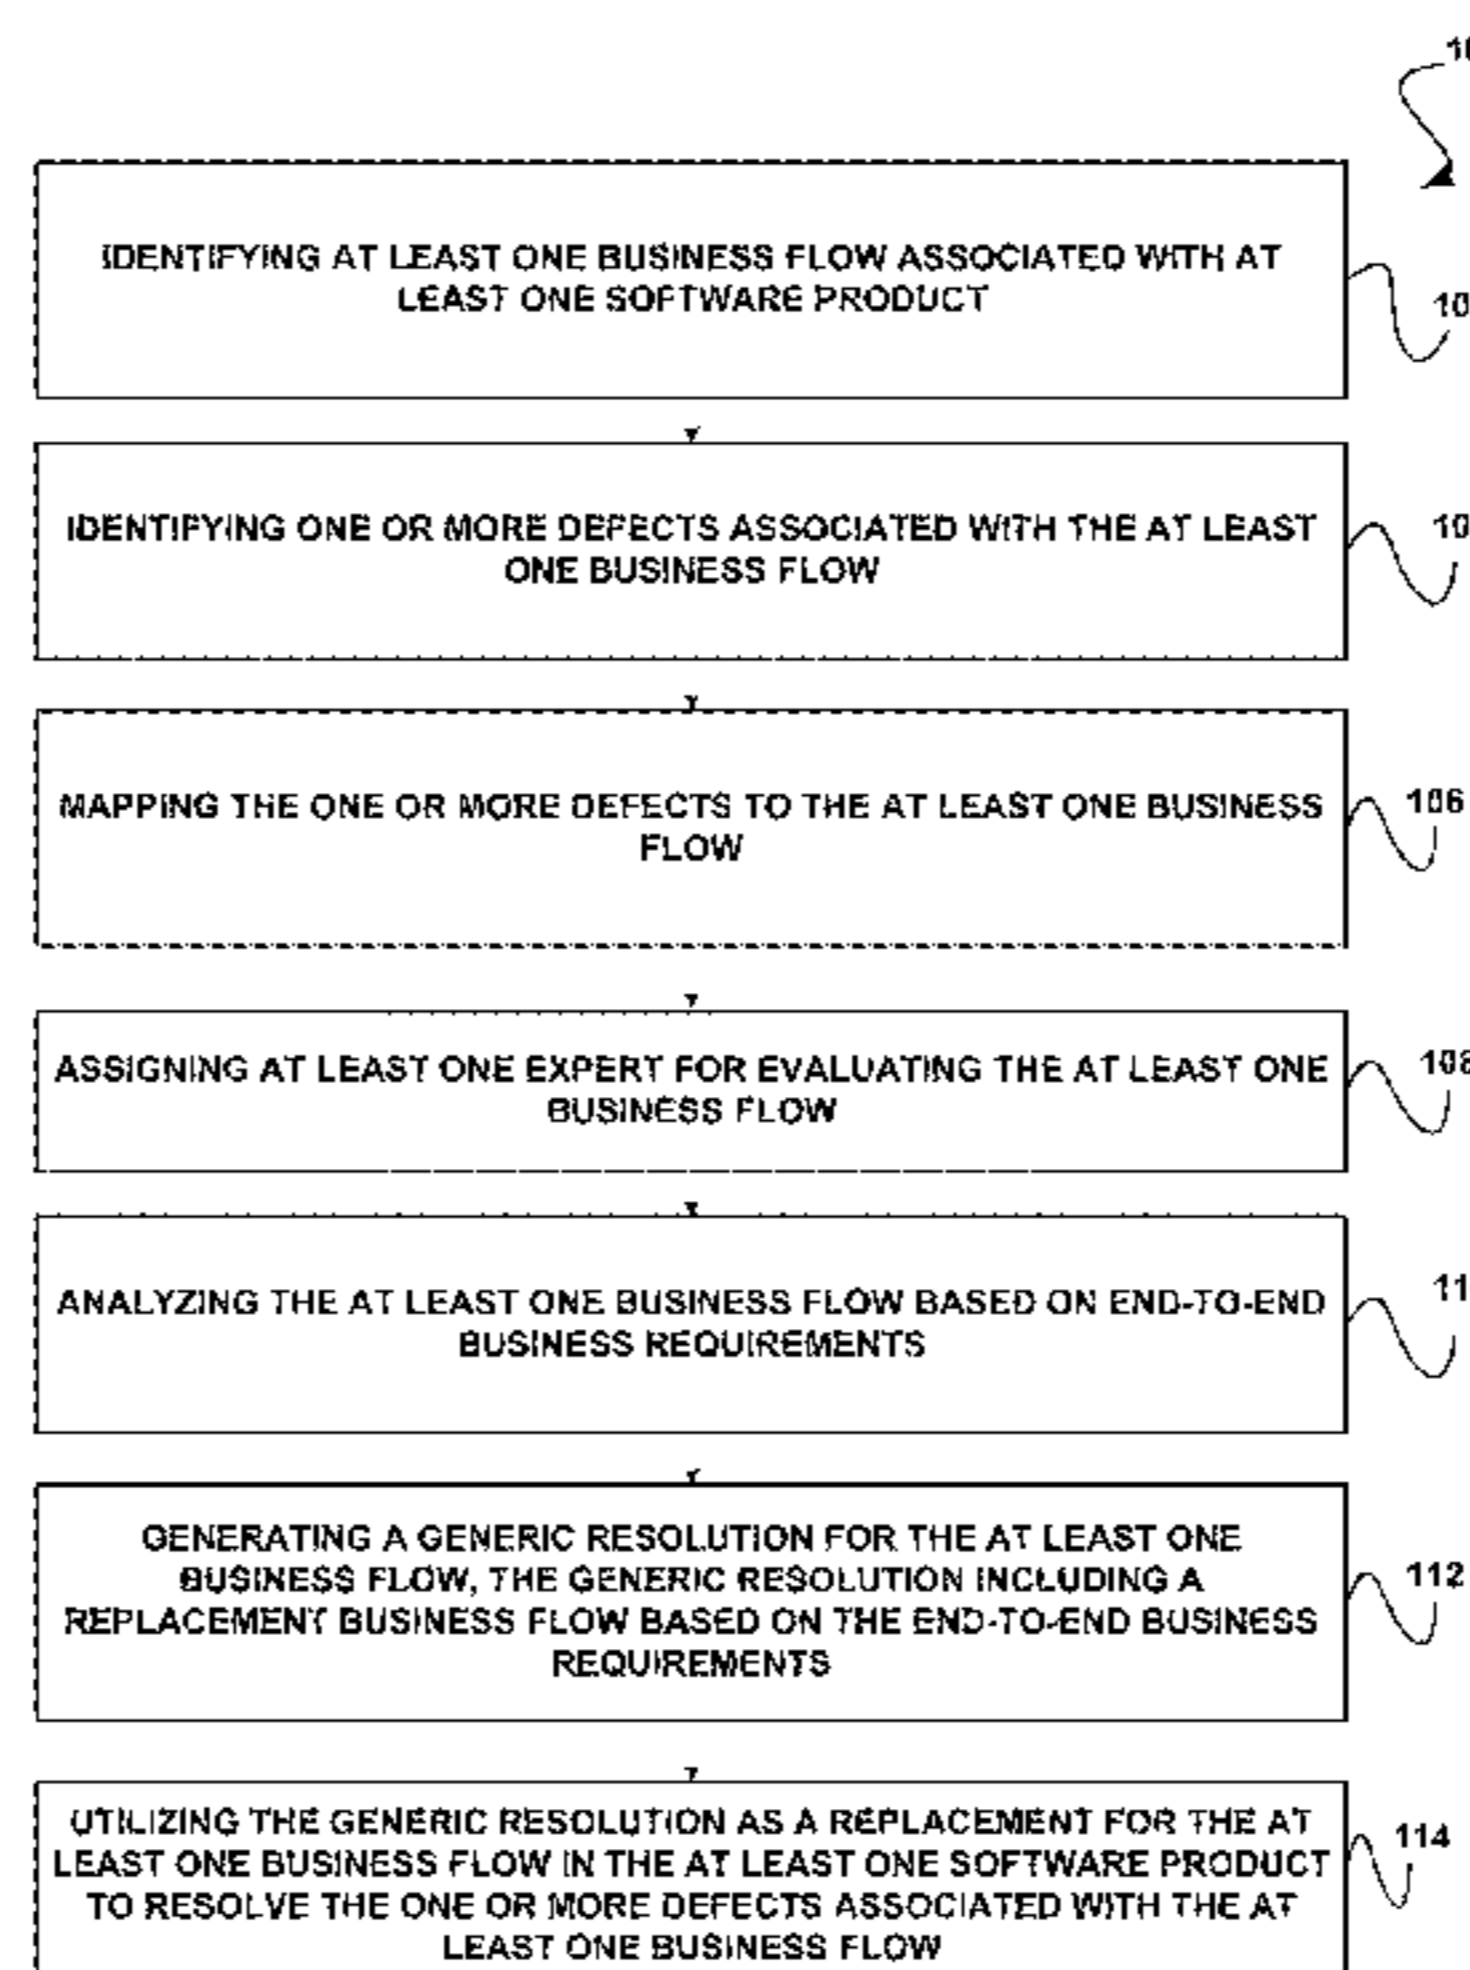 10
IDENTIFYING AT LEAST ONE BUSINESS FLOW ASSOCIATED WITH AT
LEAST ONE SOFTWARE PRODUCT
10
IDENTIFYING ONE OR MORE DEFECTS ASSOCIATED WITH THE AT LEAST
ONE BUSINESS FLOW
10
MAPPING THE ONE OR MORE DEFECTS TO THE AT LEAST ONE BUSINESS
FLOW
106
ASSIGNING AT LEAST ONE EXPERT FOR EVALUATING THE AT LEAST ONE
BUSINESS FLOW
108
ANALYZING THE AT LEAST ONE BUSINESS FLOW BASED ON END-TO-END
BUSINESS REQUIREMENTS
11
GENERATING A GENERIC RESOLUTION FOR THE AT LEAST ONE
BUSINESS FLOW, THE GENERIC RESOLUTION INCLUDING A
REPLACEMENT BUSINESS FLOW BASED ON THE END-TO-END BUSINESS
REQUIREMENTS
112
UTILIZING THE GENERIC RESOLUTION AS A REPLACEMENT FOR THE AT
LEAST ONE BUSINESS FLOW IN THE AT LEAST ONE SOFTWARE PRODUCT
TO RESOLVE THE ONE OR MORE DEFECTS ASSOCIATED WITH THE AT
LEAST ONE BUSINESS FLOW
114